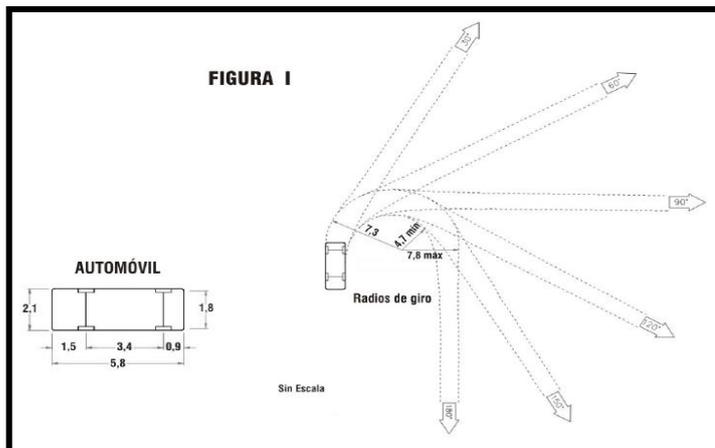 FIGURA I
30°
60°
90°
120°
150°
180°
7,3
4,7 min
7,8 máx
Radios de giro
AUTOMÓVIL
2,1
1,8
1,5
3,4
0,9
5,8
Sin Escala